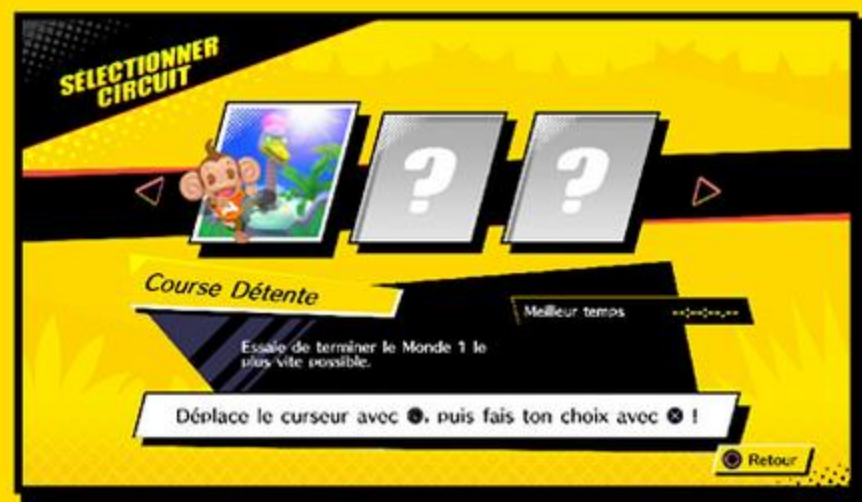 SÉLECTIONNER
CIRCUIT
?
?
Course Détente
Meilleur temps --:--:--.--
Essaie de terminer le Monde 1 le
plus vite possible.
Déplace le curseur avec , puis fais ton choix avec ⊗ !
Retour